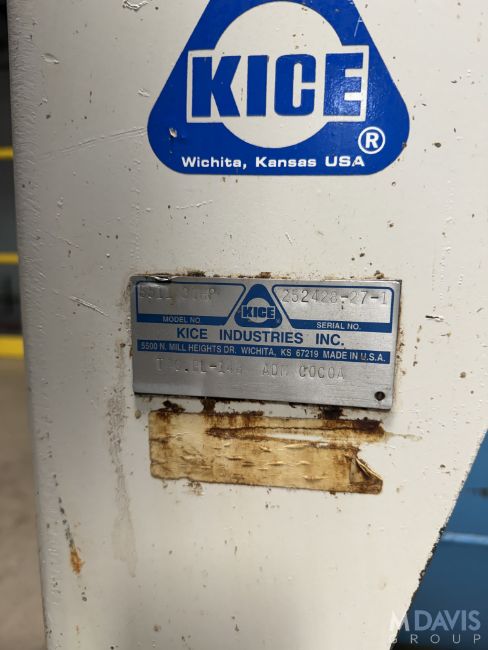 KICE
®
Wichita, Kansas USA
KICE
252428-27-1
MODEL NO.
SERIAL NO.
KICE INDUSTRIES INC.
5500 N. MILL HEIGHTS DR. WICHITA, KS 67219 MADE IN U.S.A.
ADM COCOA
M DAVIS
GROUP